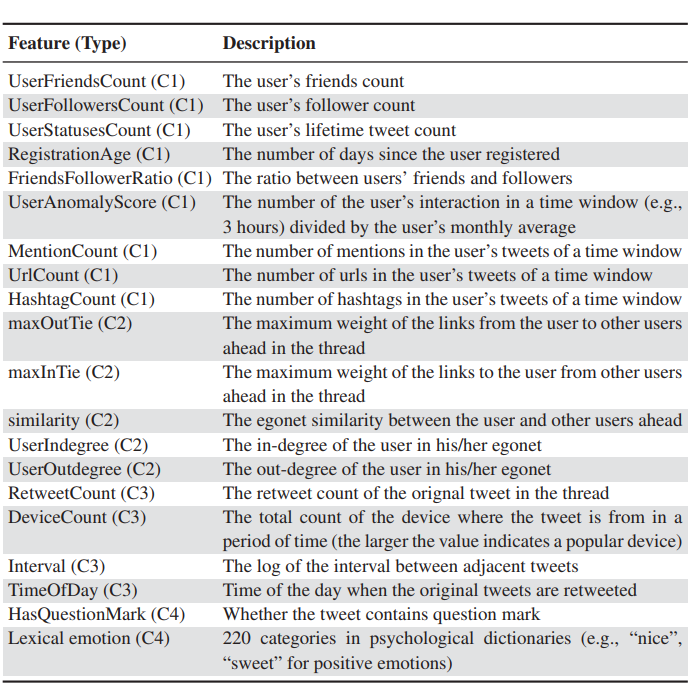 Feature (Type) Description
UserFriendsCount (C1) The user's friends count
UserFollowersCount (C1) The user's follower count
UserStatusesCount (C1) The user's lifetime tweet count
RegistrationAge (C1) The number of days since the user registered
FriendsFollowerRatio (C1) The ratio between users' friends and followers
UserAnomalyScore (C1) The number of the user's interaction in a time window (e.g.,
3 hours) divided by the user's monthly average
MentionCount (C1) The number of mentions in the user's tweets of a time window
UrlCount (C1) The number of urls in the user's tweets of a time window
HashtagCount (C1) The number of hashtags in the user's tweets of a time window
maxOutTie (C2) The maximum weight of the links from the user to other users
ahead in the thread
maxInTie (C2) The maximum weight of the links to the user from other users
ahead in the thread
similarity (C2) The egonet similarity between the user and other users ahead
UserIndegree (C2) The in-degree of the user in his/her egonet
UserOutdegree (C2) The out-degree of the user in his/her egonet
RetweetCount (C3) The retweet count of the orignal tweet in the thread
DeviceCount (C3) The total count of the device where the tweet is from in a
period of time (the larger the value indicates a popular device)
Interval (C3) The log of the interval between adjacent tweets
TimeOfDay (C3) Time of the day when the original tweets are retweeted
HasQuestionMark (C4) Whether the tweet contains question mark
Lexical emotion (C4) 220 categories in psychological dictionaries (e.g., "nice",
"sweet" for positive emotions)